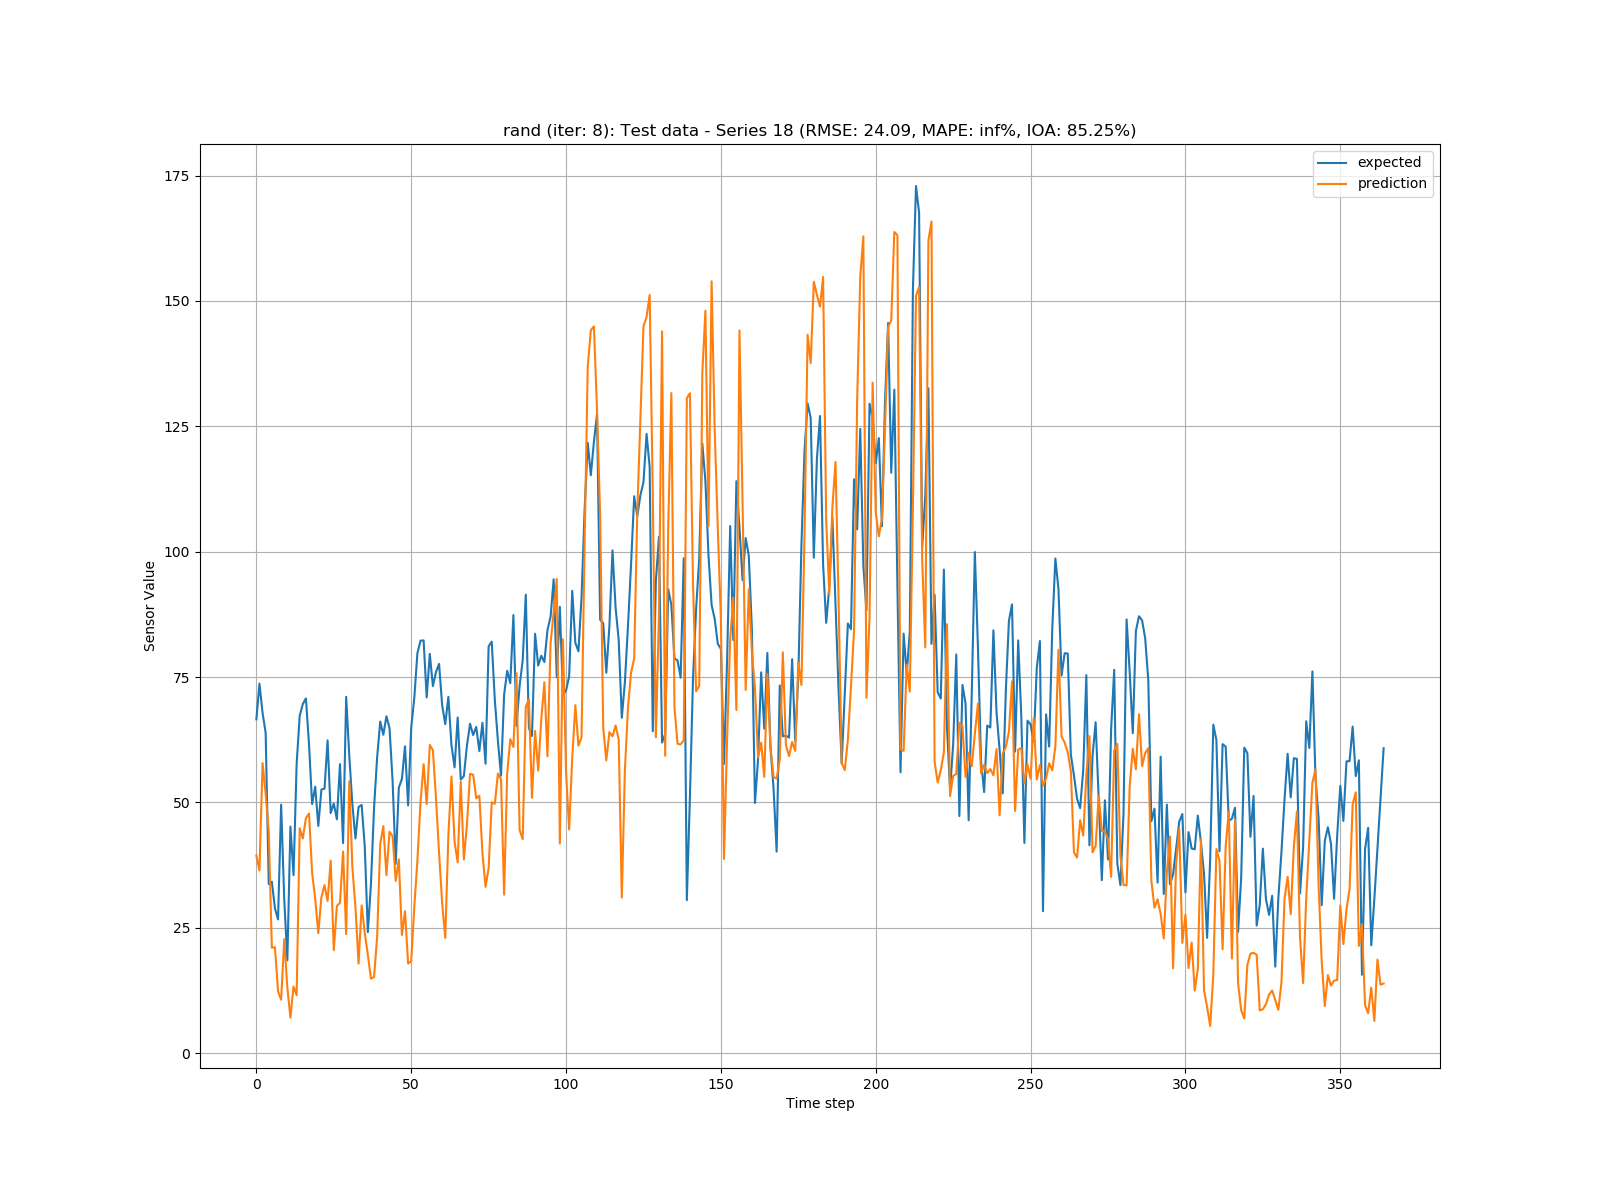 rand (iter: 8): Test data - Series 18 (RMSE: 24.09, MAPE: inf%, IOA: 85.25%)
expected
prediction
175
150
125
100
75
50
25
0
Sensor Value
0 50 100 150 200 250 300 350
Time step